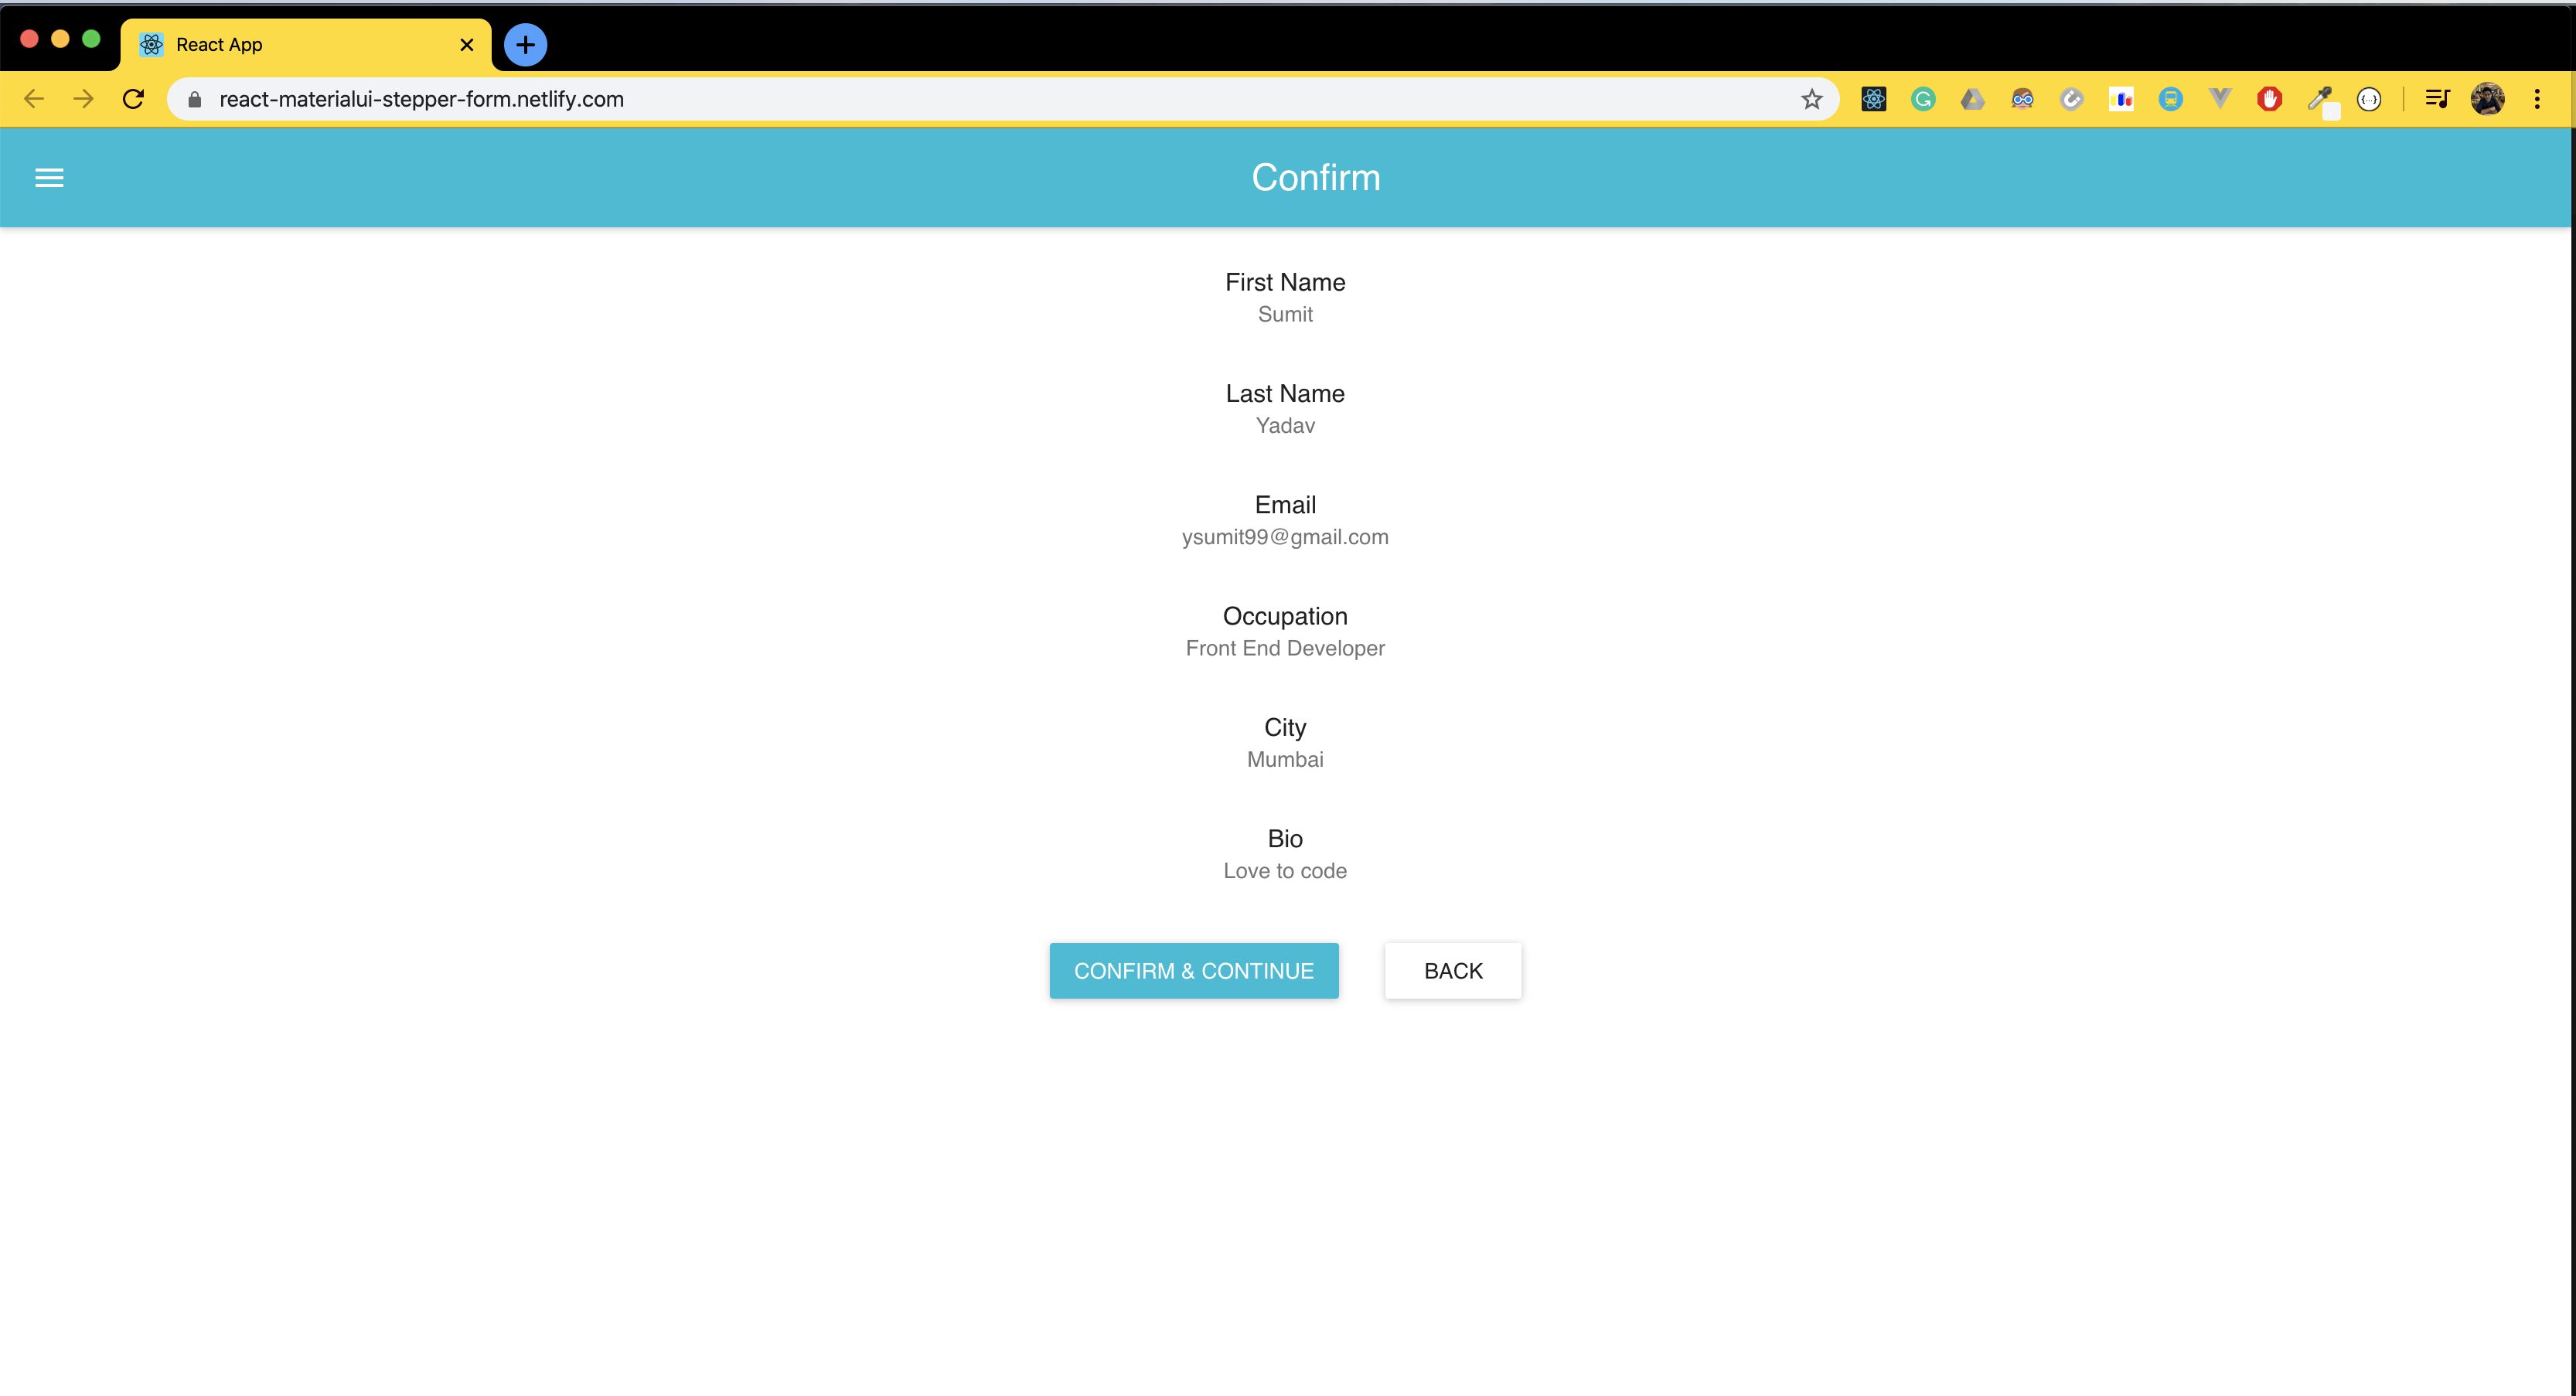 React App
react-materialui-stepper-form.netlify.com
Confirm
First Name
Sumit
Last Name
Yadav
Email
ysumit99@gmail.com
Occupation
Front End Developer
City
Mumbai
Bio
Love to code
CONFIRM & CONTINUE
BACK